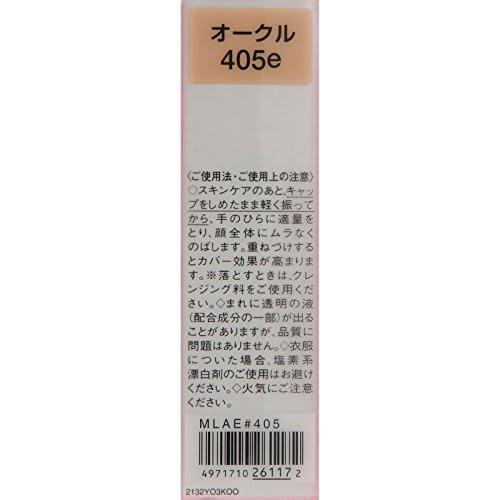 オークル
405e
〈ご使用法・ご使用上の注意〉
○スキンケアのあと、キャッ
プをしめたまま軽く振って
から、手のひらに適量を
とり、顔全体にムラなく
のばします。重ねづけする
とカバー効果が高まりま
す。※落とすときは、クレ
ンジング料をご使用くだ
さい。◇まれに透明の液
(配合成分の一部)が出る
ことがありますが、品質に
問題はありません。◇衣服
についた場合、塩素系
漂白剤のご使用はお避け
ください。◇火気にご注意
ください。
MLAE#405
4971710 26117 2
2132YO3KOO